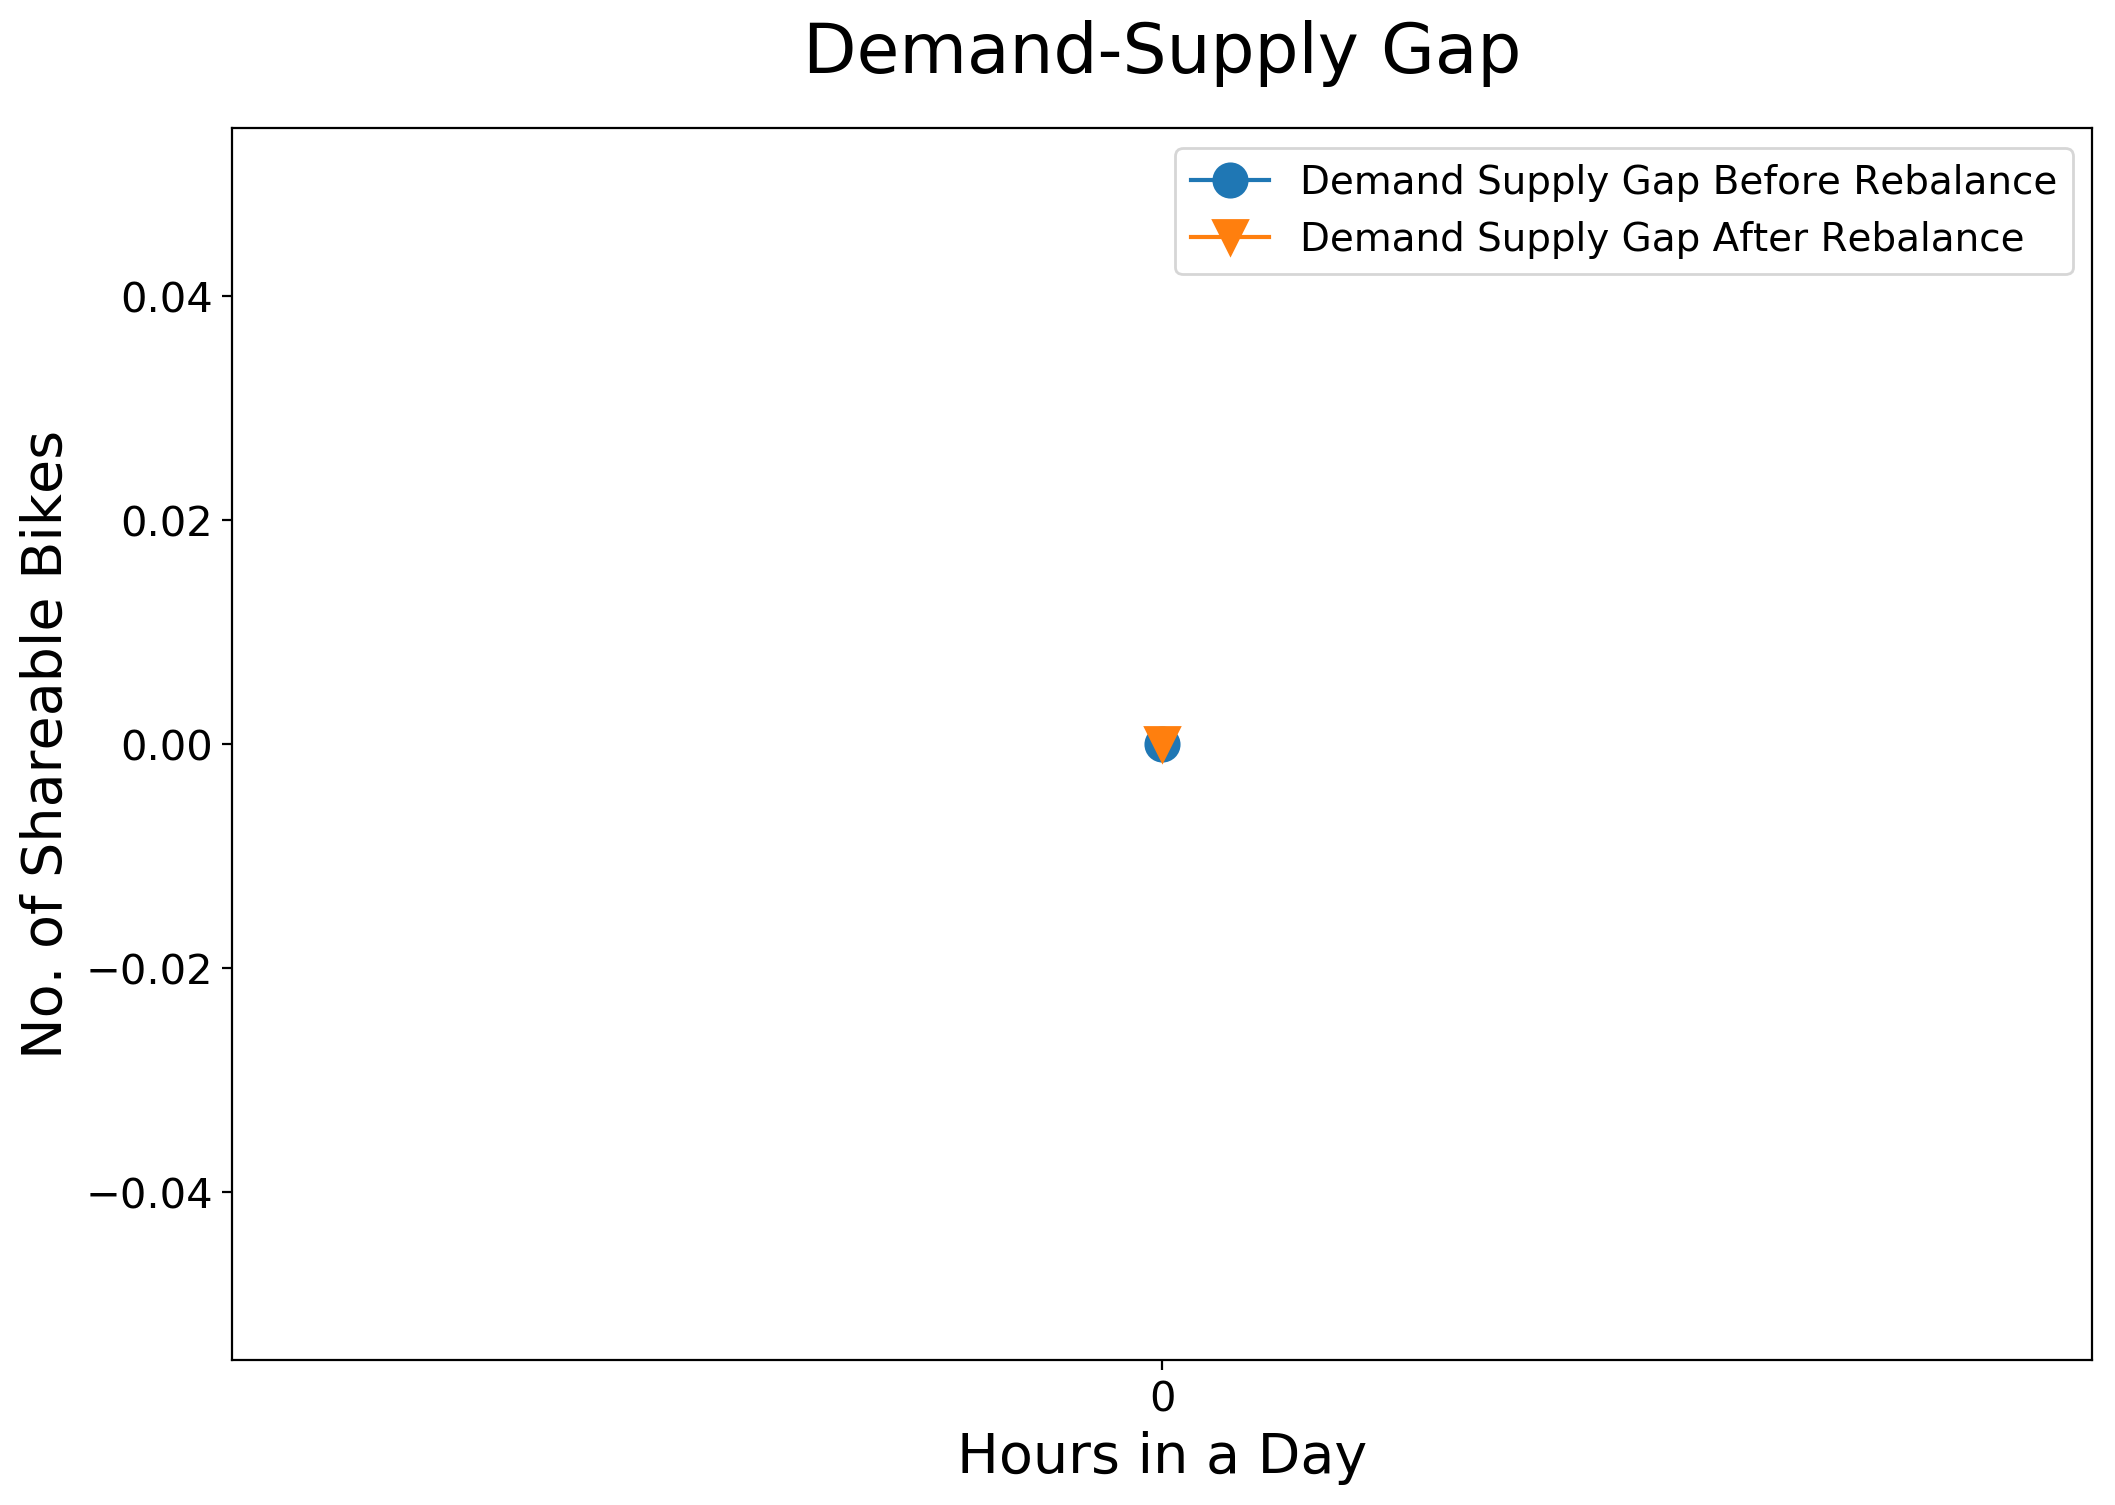 Demand-Supply Gap
Demand Supply Gap Before Rebalance
Demand Supply Gap After Rebalance
No. of Shareable Bikes
0.04
0.02
0.00
−0.02
−0.04
0
Hours in a Day